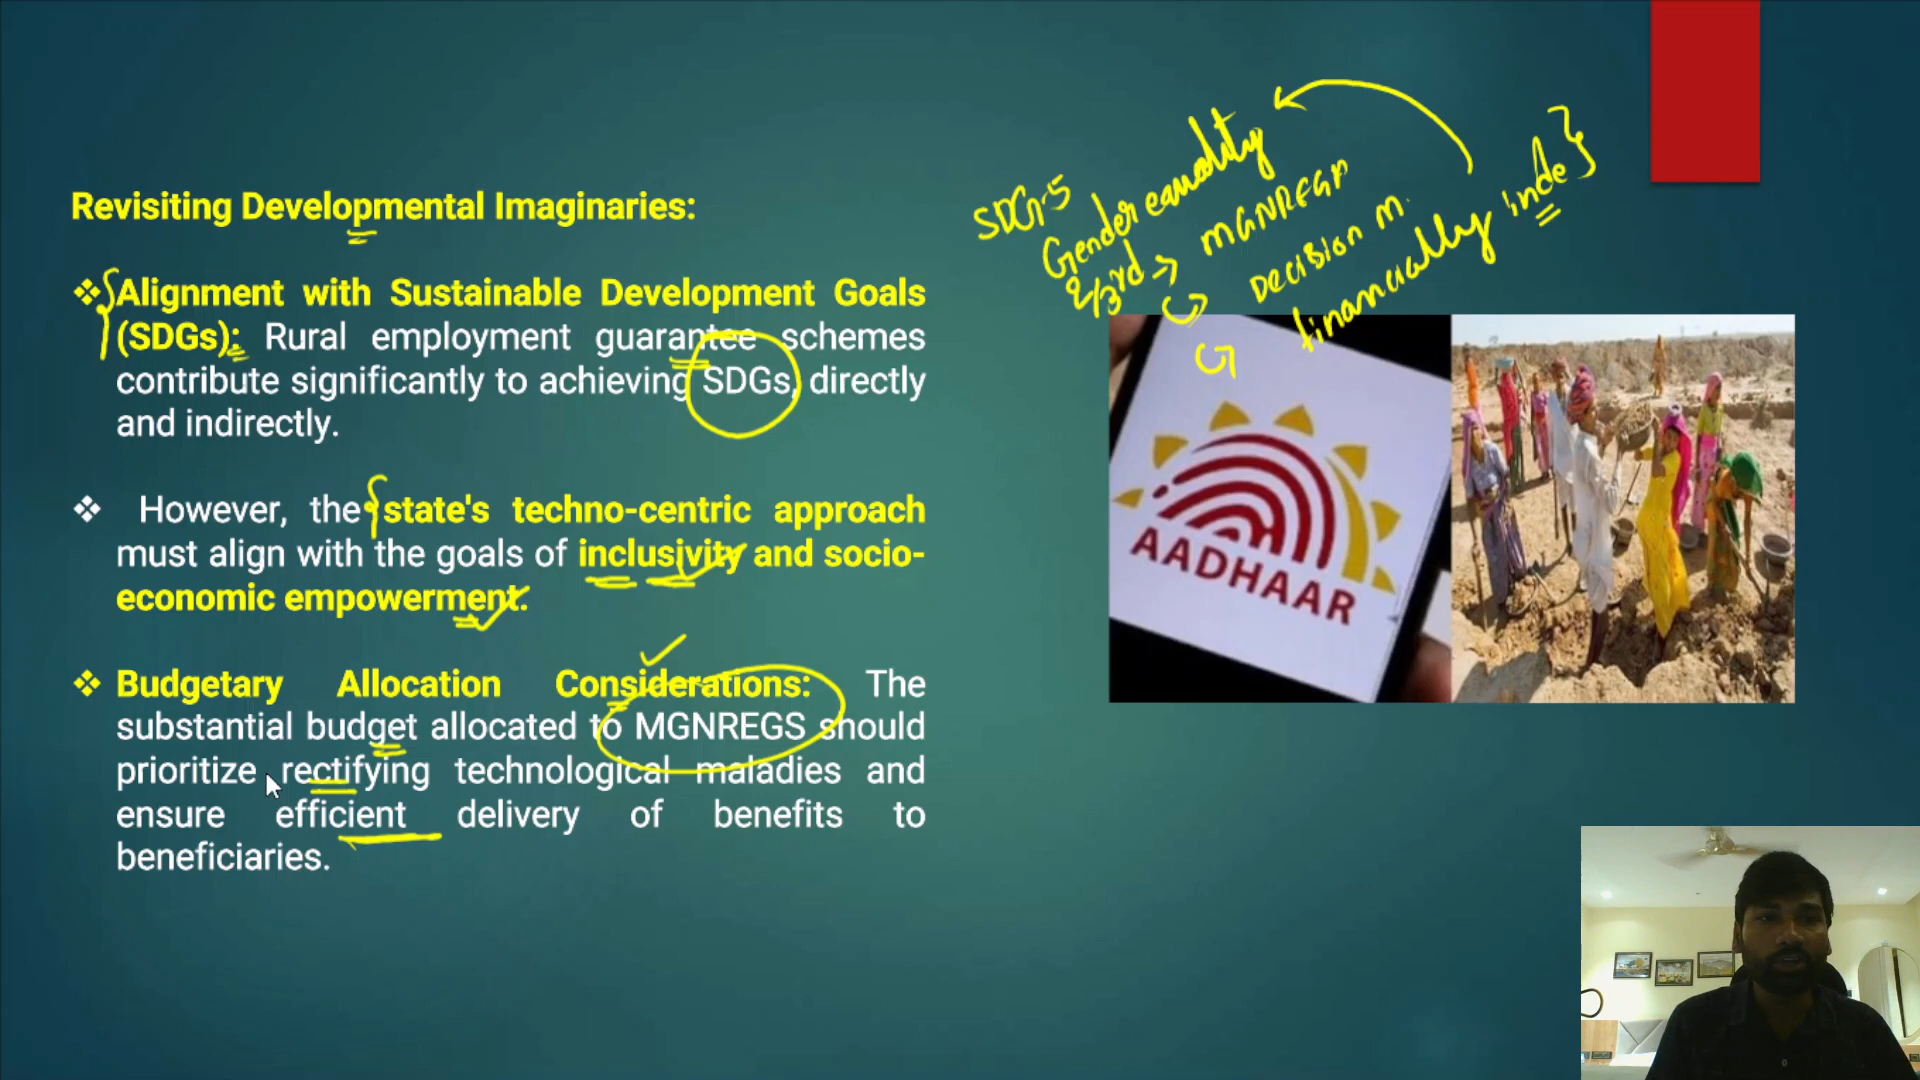 Revisiting Developmental Imaginaries:
❖ Alignment with Sustainable Development Goals
(SDGs): Rural employment guarantee schemes
contribute significantly to achieving SDGs, directly
and indirectly.
❖ However, the state's techno-centric approach
must align with the goals of inclusivity and socio-
economic empowerment.
❖ Budgetary Allocation Considerations: The
substantial budget allocated to MGNREGS should
prioritize rectifying technological maladies and
ensure efficient delivery of benefits to
beneficiaries.
SDG-5
Gender equality
2/3rd → MGNREGA
Decision M.
financially inde
AADHAAR